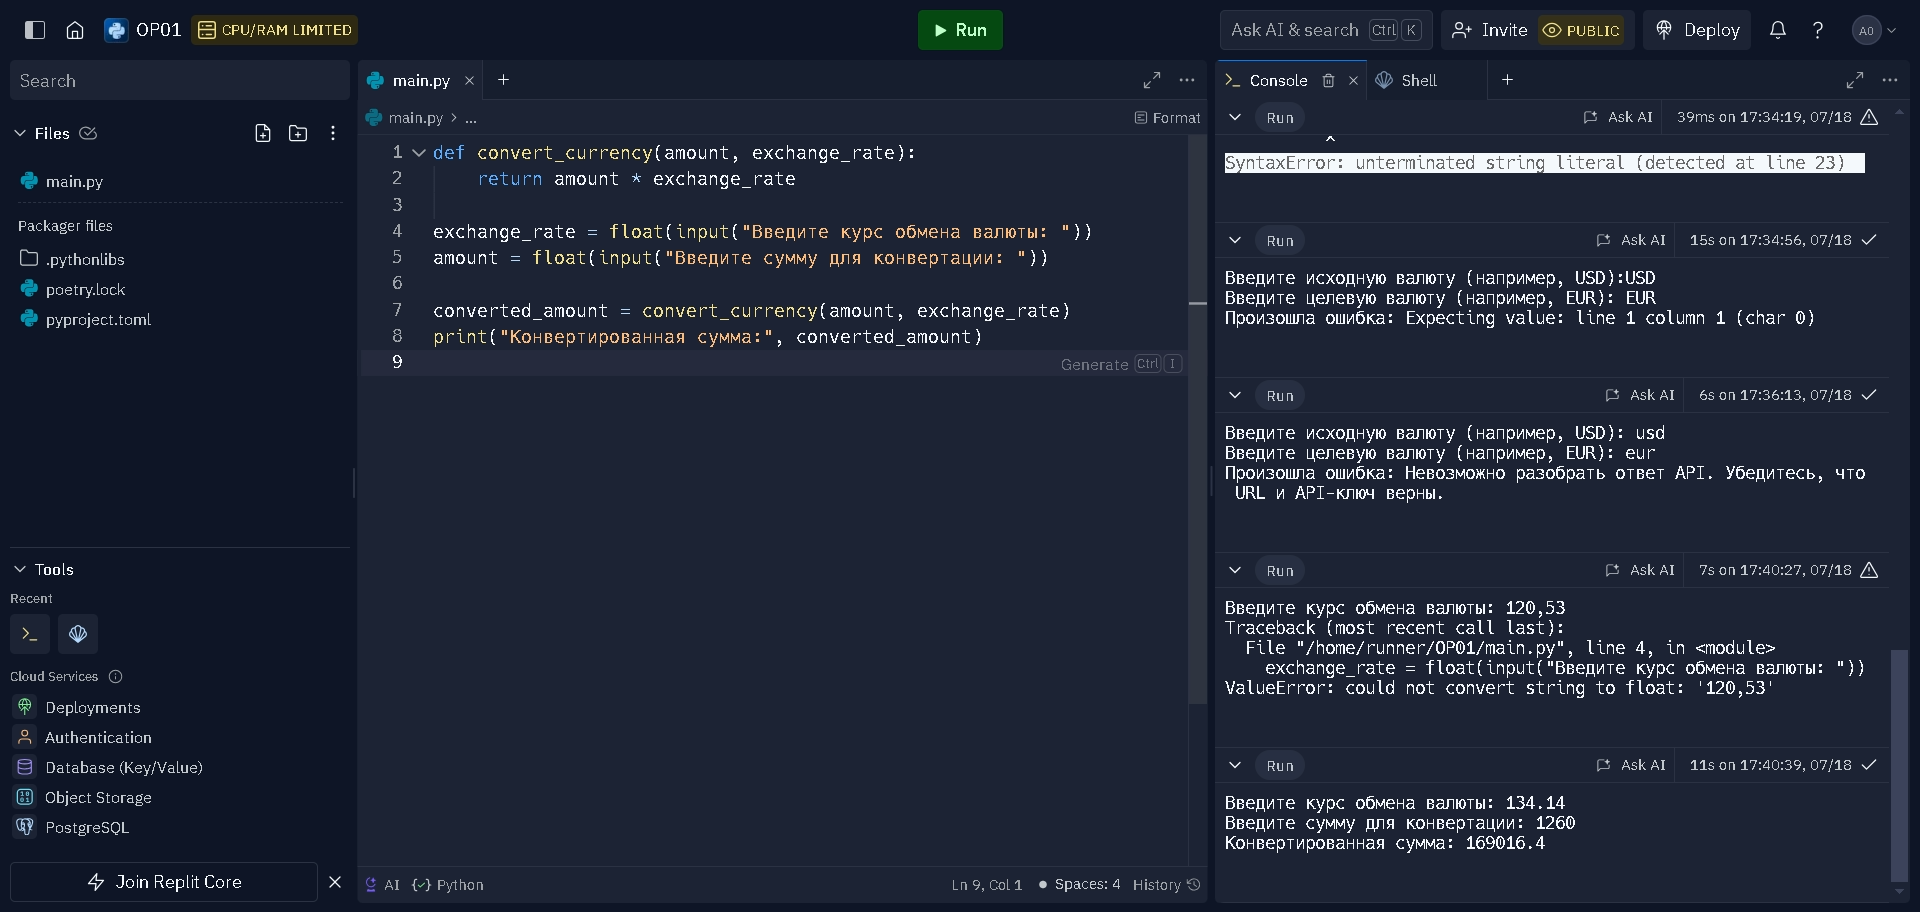 OP01
CPU/RAM LIMITED
Run
Ask AI & search Ctrl K
Invite
PUBLIC
Deploy
A0
Search
Files
main.py
Packager files
.pythonlibs
poetry.lock
pyproject.toml
Tools
Recent
Cloud Services
Deployments
Authentication
Database (Key/Value)
Object Storage
PostgreSQL
Join Replit Core
main.py
main.py > ...
Format
1 def convert_currency(amount, exchange_rate):
2     return amount * exchange_rate
3
4 exchange_rate = float(input("Введите курс обмена валюты: "))
5 amount = float(input("Введите сумму для конвертации: "))
6
7 converted_amount = convert_currency(amount, exchange_rate)
8 print("Конвертированная сумма:", converted_amount)
9
Generate Ctrl I
AI
Python
Ln 9, Col 1
Spaces: 4
History
Console
Shell
Run
Ask AI
39ms on 17:34:19, 07/18
^
SyntaxError: unterminated string literal (detected at line 23)
Run
Ask AI
15s on 17:34:56, 07/18
Введите исходную валюту (например, USD):USD
Введите целевую валюту (например, EUR): EUR
Произошла ошибка: Expecting value: line 1 column 1 (char 0)
Run
Ask AI
6s on 17:36:13, 07/18
Введите исходную валюту (например, USD): usd
Введите целевую валюту (например, EUR): eur
Произошла ошибка: Невозможно разобрать ответ API. Убедитесь, что
URL и API-ключ верны.
Run
Ask AI
7s on 17:40:27, 07/18
Введите курс обмена валюты: 120,53
Traceback (most recent call last):
  File "/home/runner/OP01/main.py", line 4, in <module>
    exchange_rate = float(input("Введите курс обмена валюты: "))
ValueError: could not convert string to float: '120,53'
Run
Ask AI
11s on 17:40:39, 07/18
Введите курс обмена валюты: 134.14
Введите сумму для конвертации: 1260
Конвертированная сумма: 169016.4